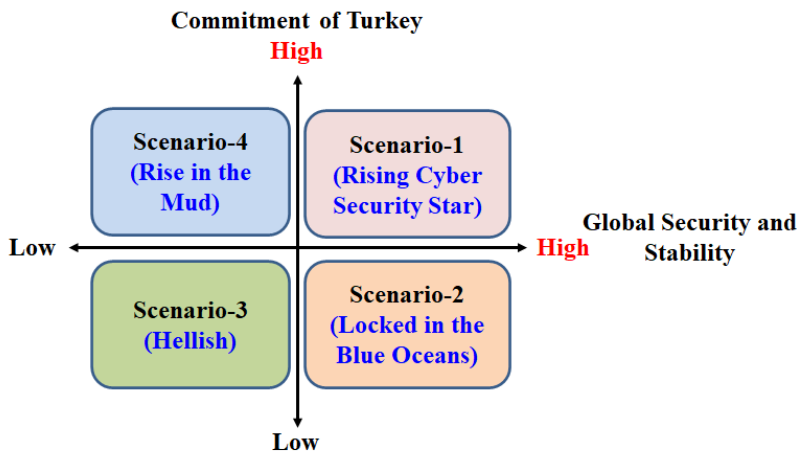 Commitment of Turkey
High
Scenario-4
(Rise in the
Mud)
Scenario-1
(Rising Cyber
Security Star)
Low
High
Global Security and
Stability
Scenario-3
(Hellish)
Scenario-2
(Locked in the
Blue Oceans)
Low